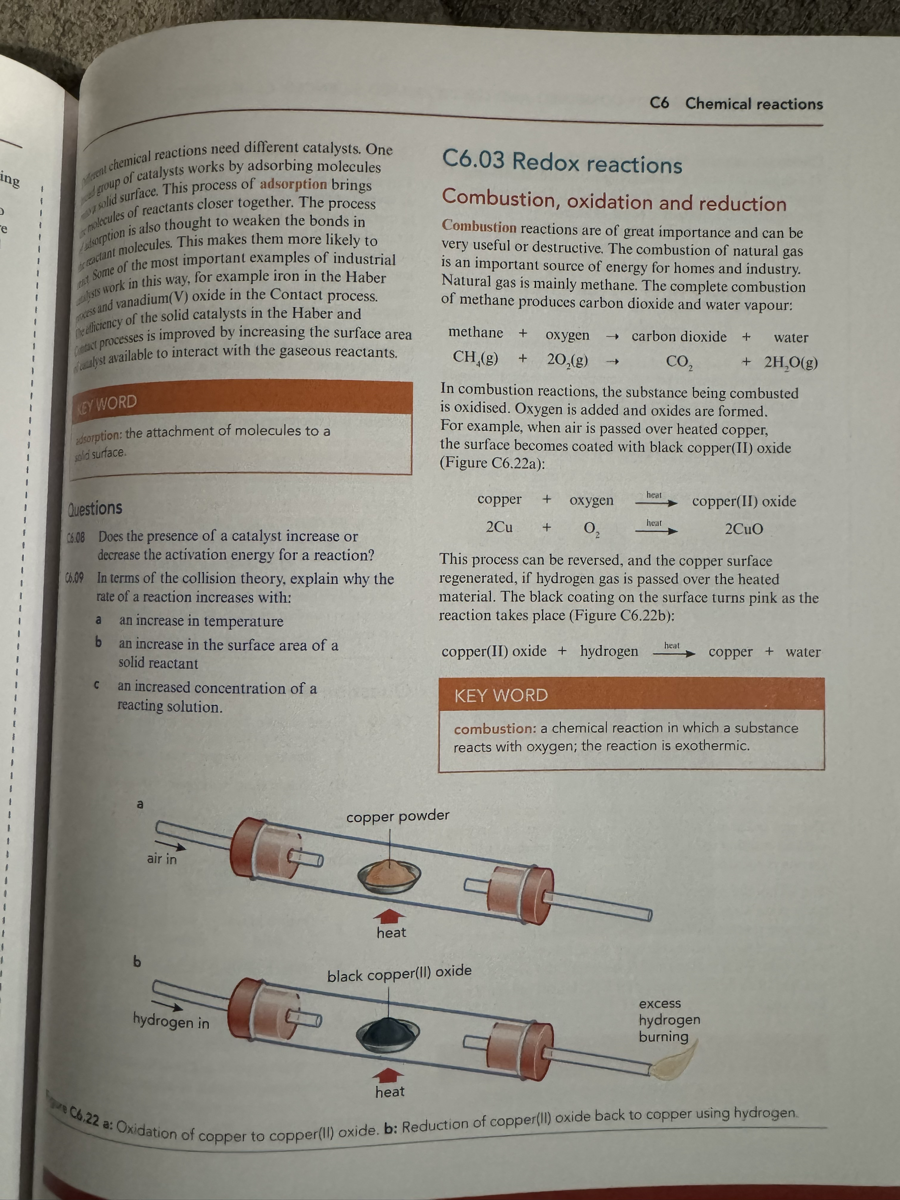 C6 Chemical reactions
ing
chemical reactions need different catalysts. One
group of catalysts works by adsorbing molecules
a solid surface. This process of adsorption brings
molecules of reactants closer together. The process
adsorption is also thought to weaken the bonds in
reactant molecules. This makes them more likely to
Some of the most important examples of industrial
work in this way, for example iron in the Haber
and vanadium(V) oxide in the Contact process.
efficiency of the solid catalysts in the Haber and
processes is improved by increasing the surface area
catalyst available to interact with the gaseous reactants.
KEY WORD
adsorption: the attachment of molecules to a
solid surface.
Questions
C6.08 Does the presence of a catalyst increase or
decrease the activation energy for a reaction?
C6.09 In terms of the collision theory, explain why the
rate of a reaction increases with:
a an increase in temperature
b an increase in the surface area of a
solid reactant
c an increased concentration of a
reacting solution.
C6.03 Redox reactions
Combustion, oxidation and reduction
Combustion reactions are of great importance and can be
very useful or destructive. The combustion of natural gas
is an important source of energy for homes and industry.
Natural gas is mainly methane. The complete combustion
of methane produces carbon dioxide and water vapour:
methane + oxygen → carbon dioxide + water
CH₄(g) + 2O₂(g) → CO₂ + 2H₂O(g)
In combustion reactions, the substance being combusted
is oxidised. Oxygen is added and oxides are formed.
For example, when air is passed over heated copper,
the surface becomes coated with black copper(II) oxide
(Figure C6.22a):
copper + oxygen heat→ copper(II) oxide
2Cu + O₂ heat→ 2CuO
This process can be reversed, and the copper surface
regenerated, if hydrogen gas is passed over the heated
material. The black coating on the surface turns pink as the
reaction takes place (Figure C6.22b):
copper(II) oxide + hydrogen heat→ copper + water
KEY WORD
combustion: a chemical reaction in which a substance
reacts with oxygen; the reaction is exothermic.
a
copper powder
air in
heat
b
black copper(II) oxide
hydrogen in
excess
hydrogen
burning
heat
Figure C6.22 a: Oxidation of copper to copper(II) oxide. b: Reduction of copper(II) oxide back to copper using hydrogen.